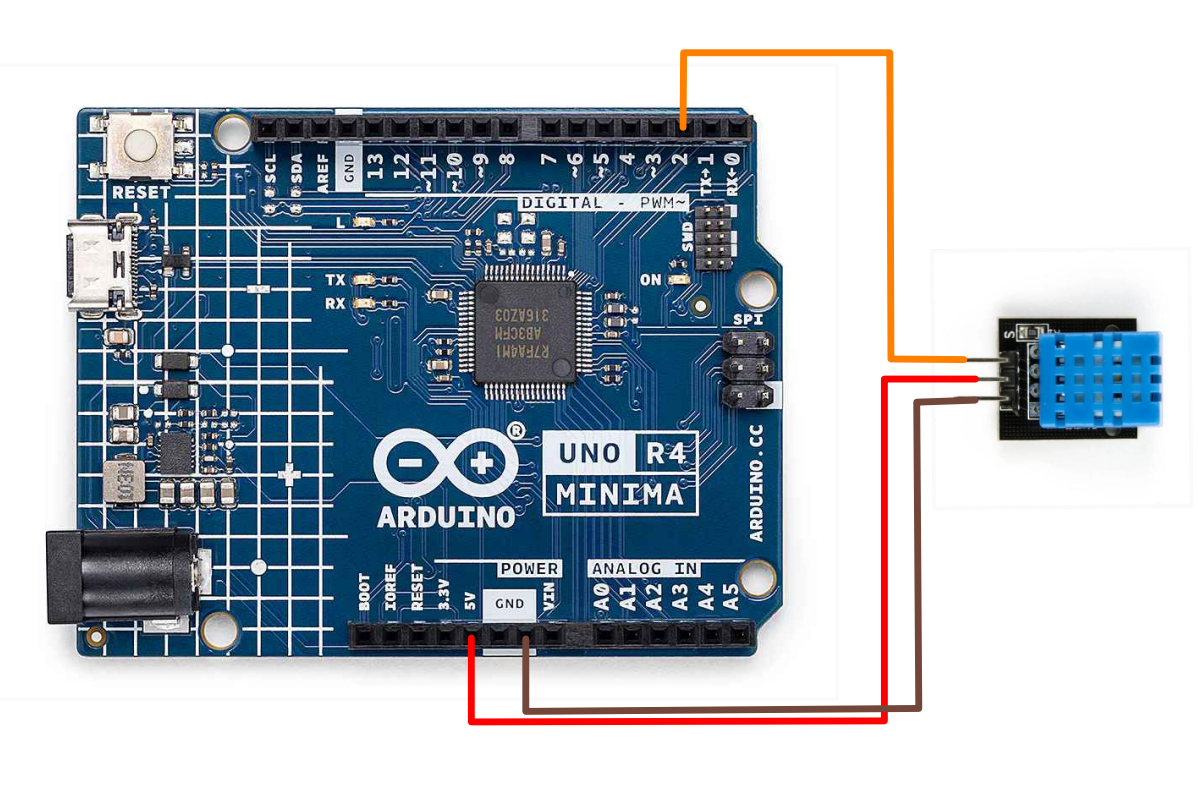 RESET
SCL
SDA
AREF
GND
13
12
~11
~10
~9
8
7
~6
~5
4
~3
2
TX→1
RX←0
DIGITAL - PWM~
L
TX
RX
ON
SWD
SPI
R7FA4M1
AB3CFM
316AZ03
®
ARDUINO
UNO R4
MINIMA
ARDUINO.CC
POWER
ANALOG IN
BOOT
IOREF
RESET
3.3V
5V
GND
VIN
A0
A1
A2
A3
A4
A5
S